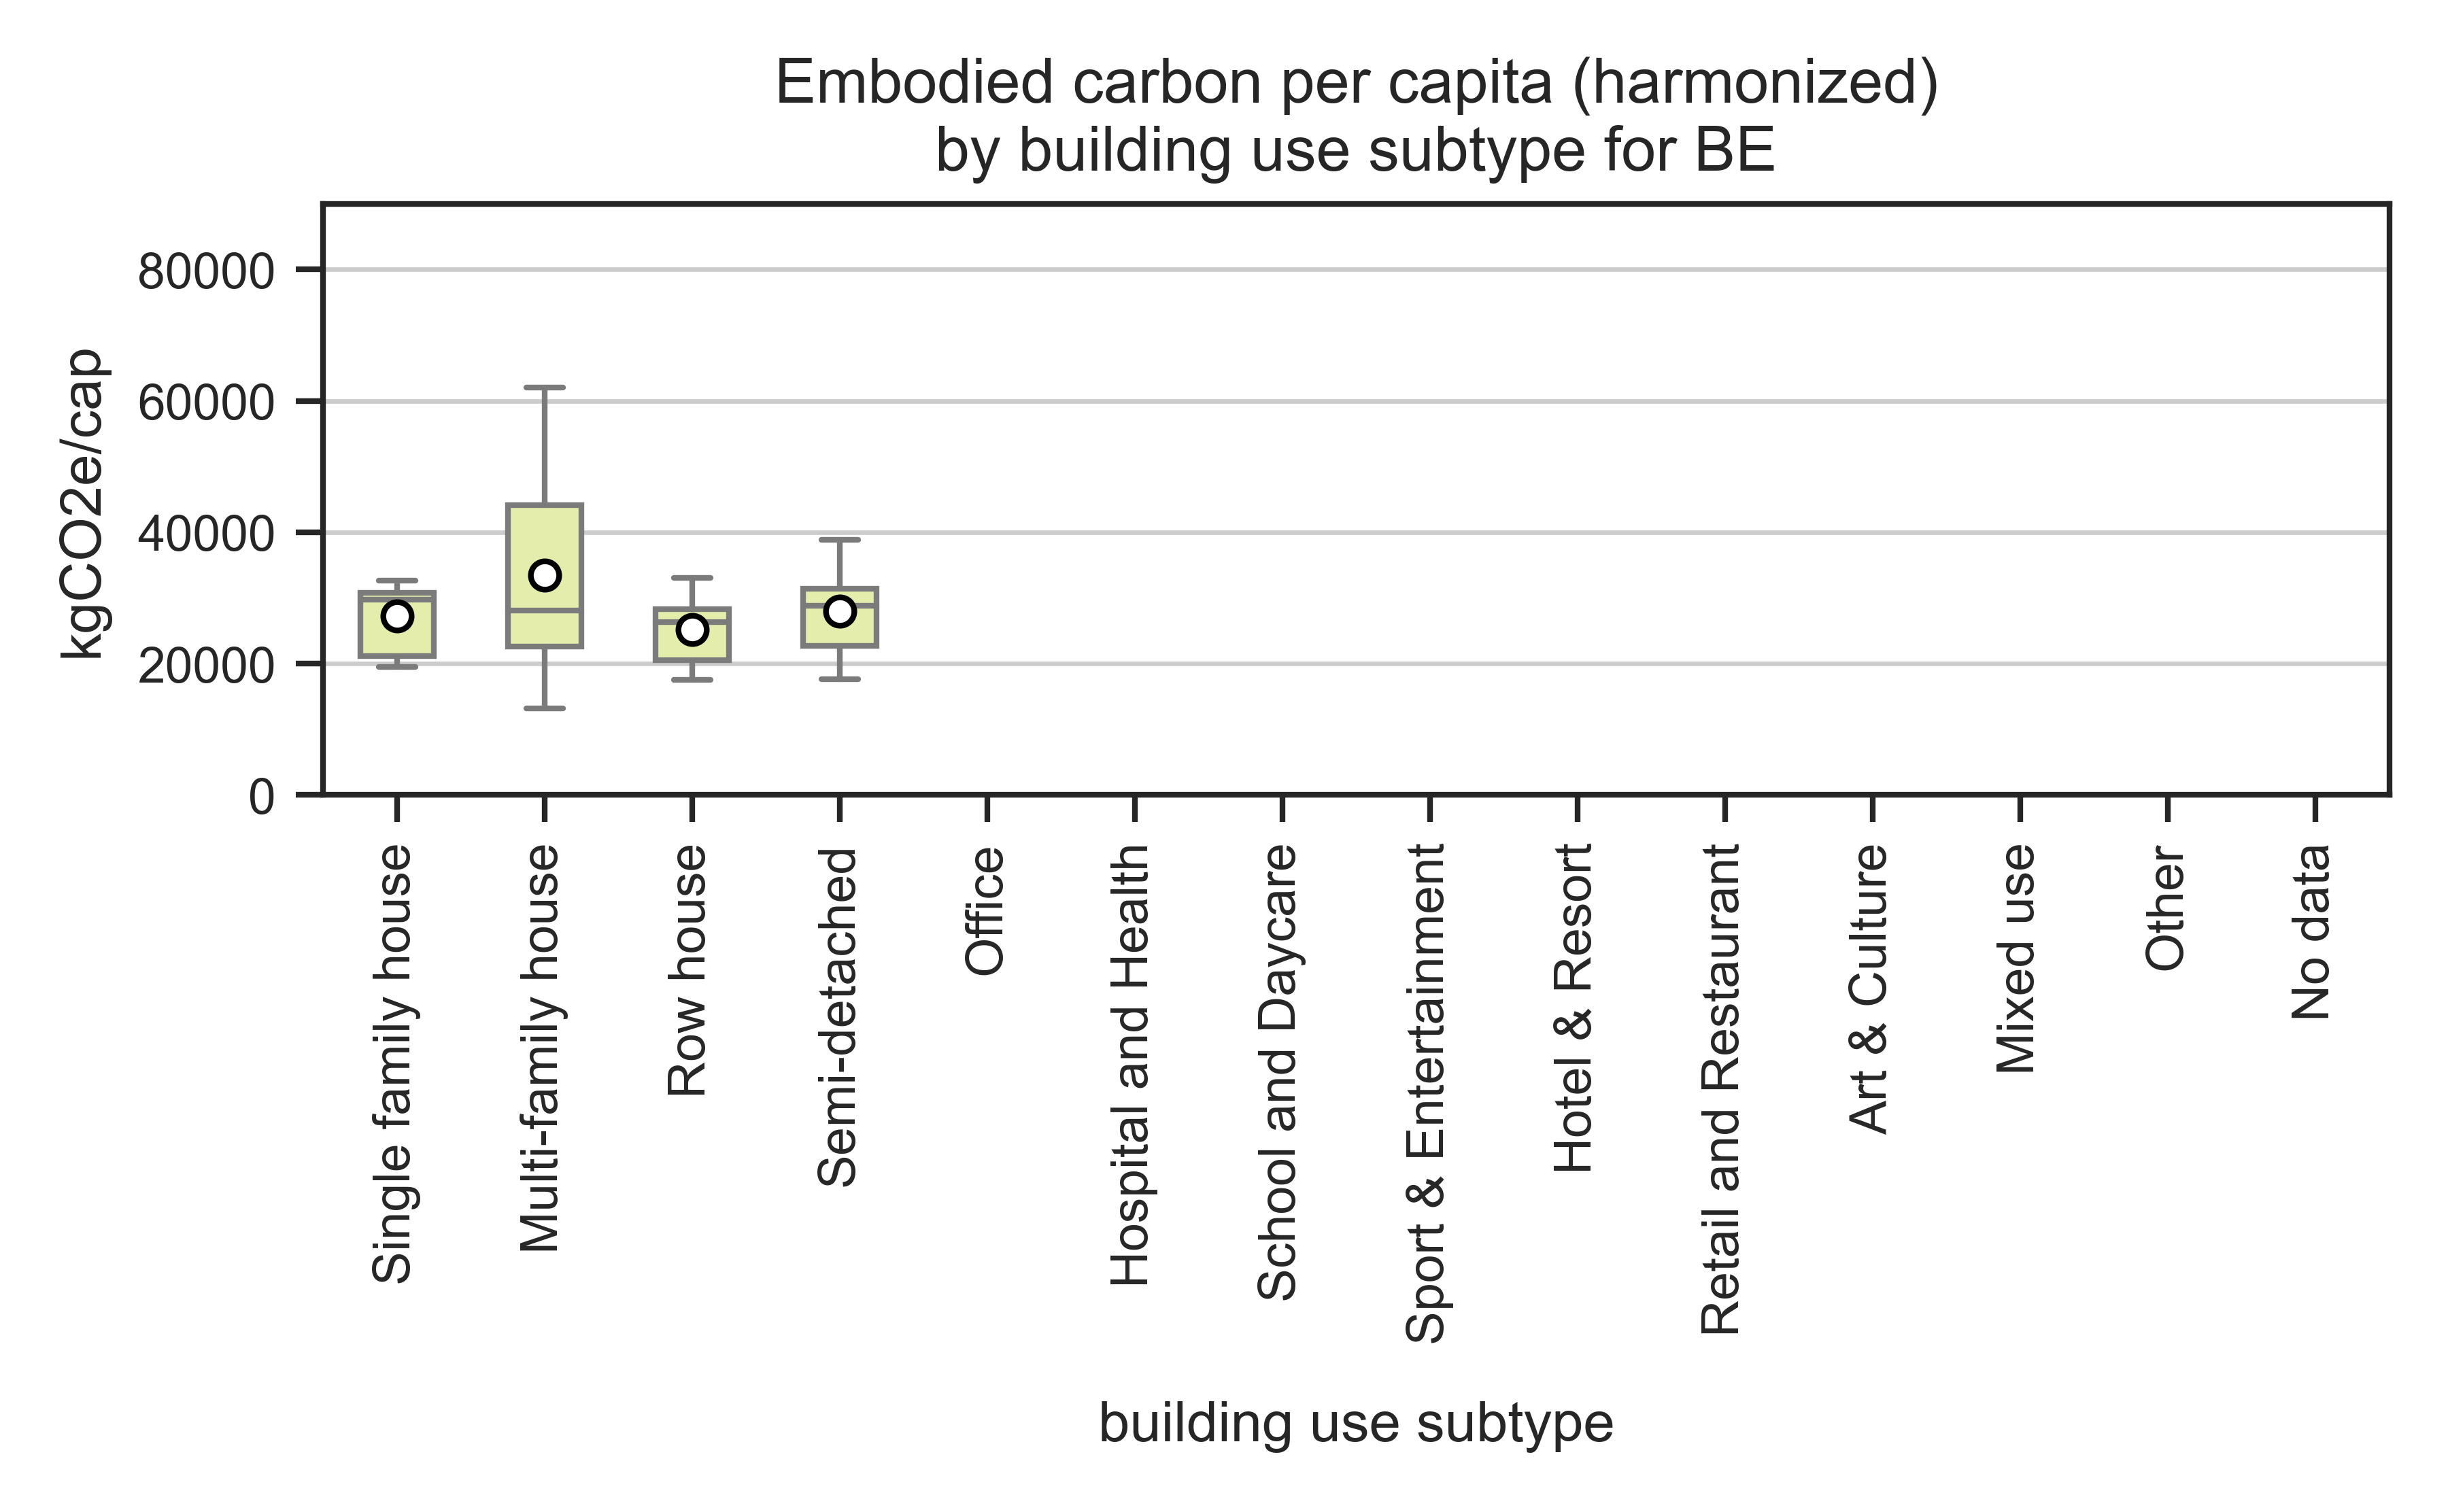 Embodied carbon per capita (harmonized)
by building use subtype for BE
kgCO2e/cap
80000
60000
40000
20000
0
Single family house
Multi-family house
Row house
Semi-detached
Office
Hospital and Health
School and Daycare
Sport & Entertainment
Hotel & Resort
Retail and Restaurant
Art & Culture
Mixed use
Other
No data
building use subtype